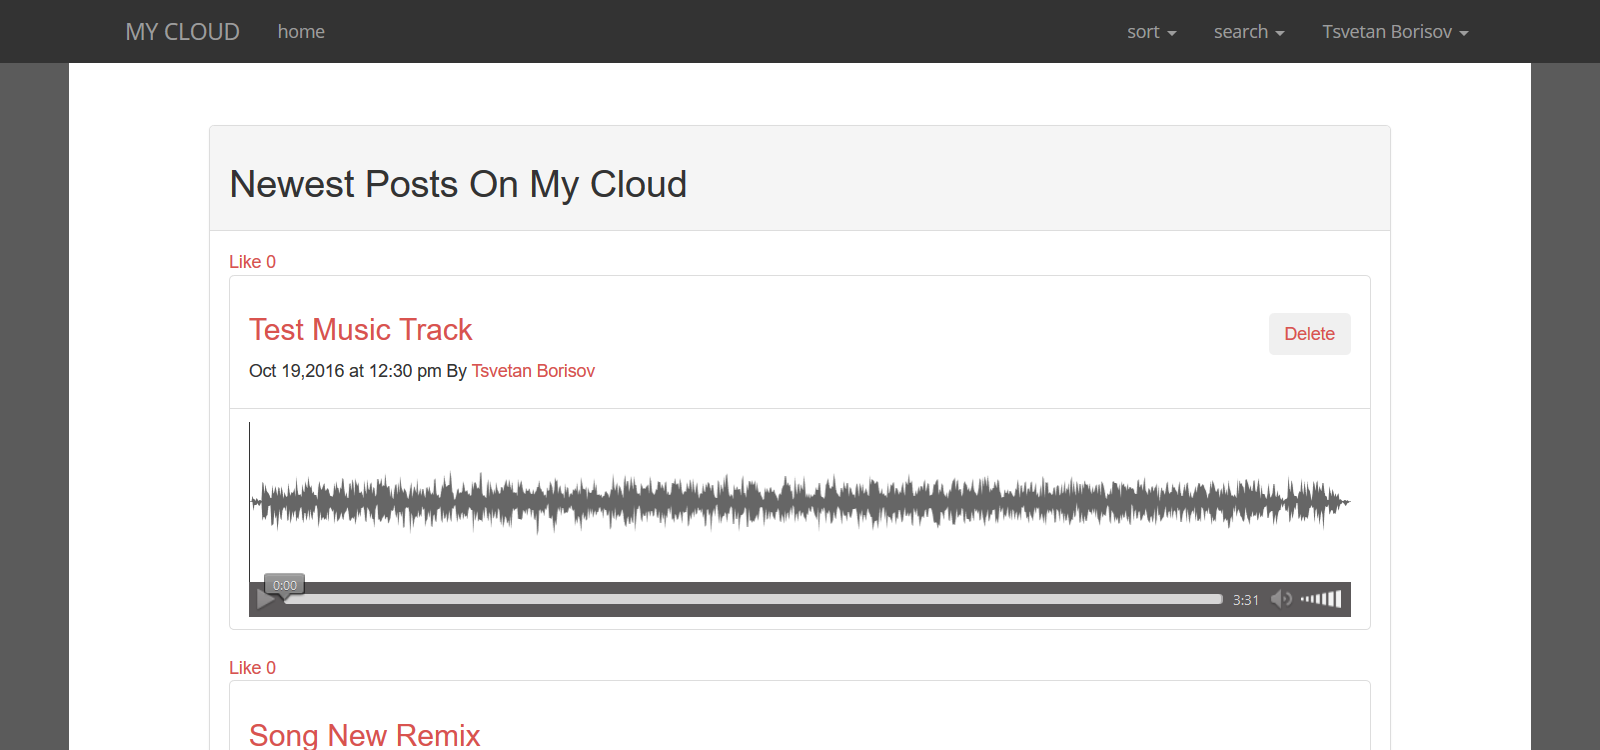 MY CLOUD home sort search Tsvetan Borisov
Newest Posts On My Cloud
Like 0
Test Music Track
Delete
Oct 19,2016 at 12:30 pm By Tsvetan Borisov
0:00
3:31
Like 0
Song New Remix